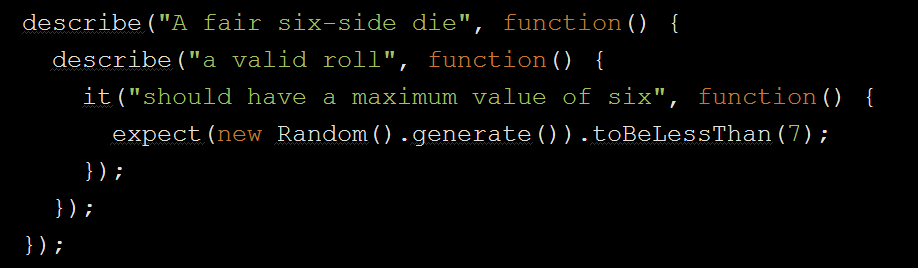 describe("A fair six-side die", function() {
  describe("a valid roll", function() {
    it("should have a maximum value of six", function() {
      expect(new Random().generate()).toBeLessThan(7);
    });
  });
});